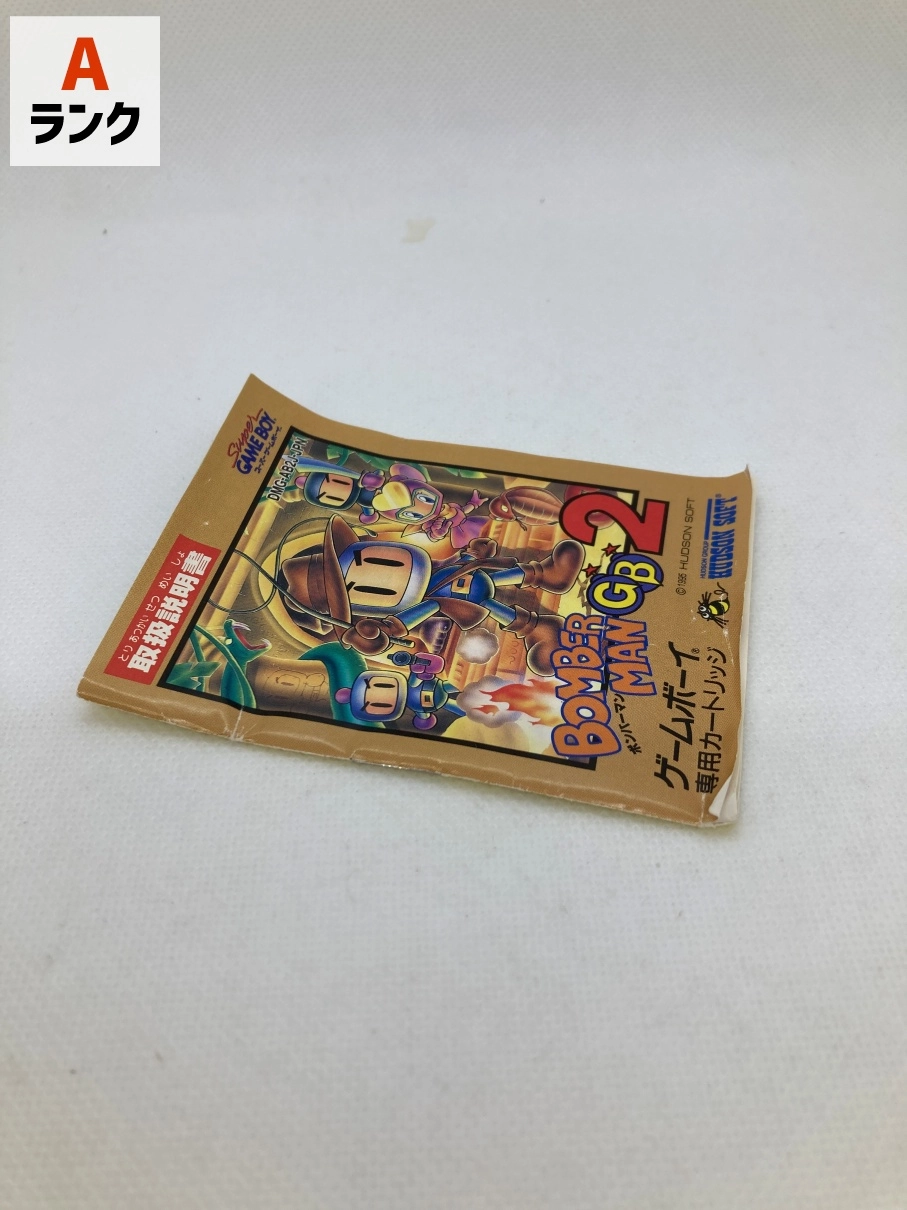 A
ランク
Super
GAME BOY
スーパーゲームボーイ
DMG-AB2J-JPN
とり あつかい せつ めい しょ
取扱説明書
BOMBER
MAN GB 2
ボンバーマン
©1995 HUDSON SOFT
HUDSON GROUP
HUDSON SOFT®
ゲームボーイ®
専用カートリッジ